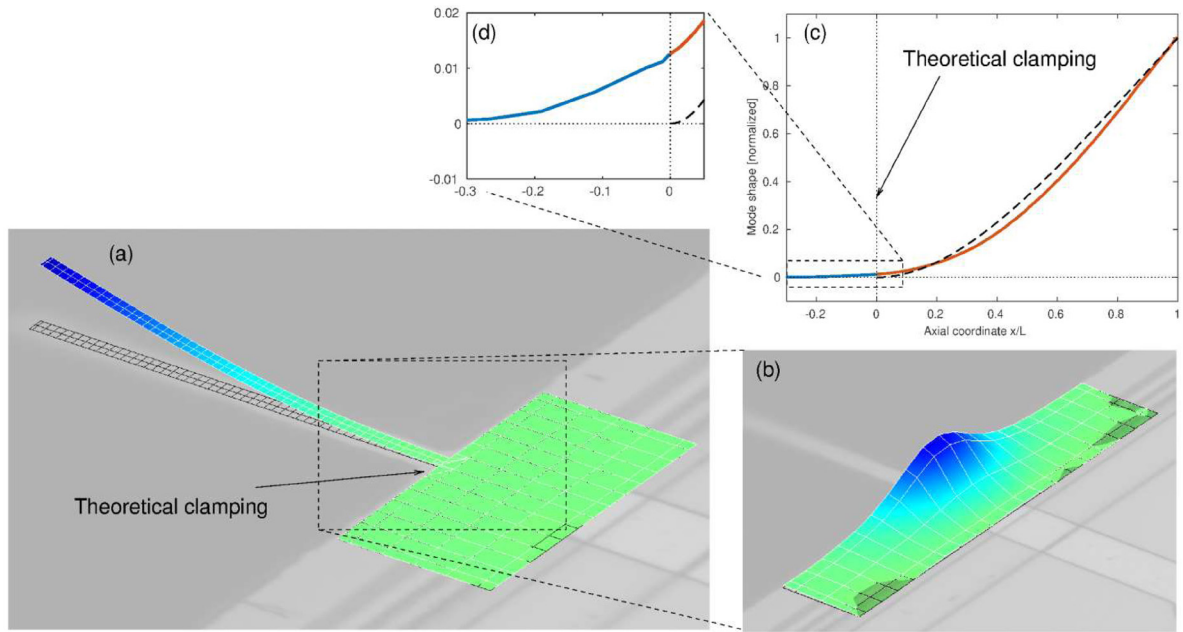 (d)
0.02
0.01
0
-0.01
-0.3
-0.2
-0.1
0
(c)
Theoretical clamping
Mode shape [normalized]
1
0.8
0.6
0.4
0.2
0
-0.2
0
0.2
0.4
0.6
0.8
1
Axial coordinate x/L
(a)
Theoretical clamping
(b)